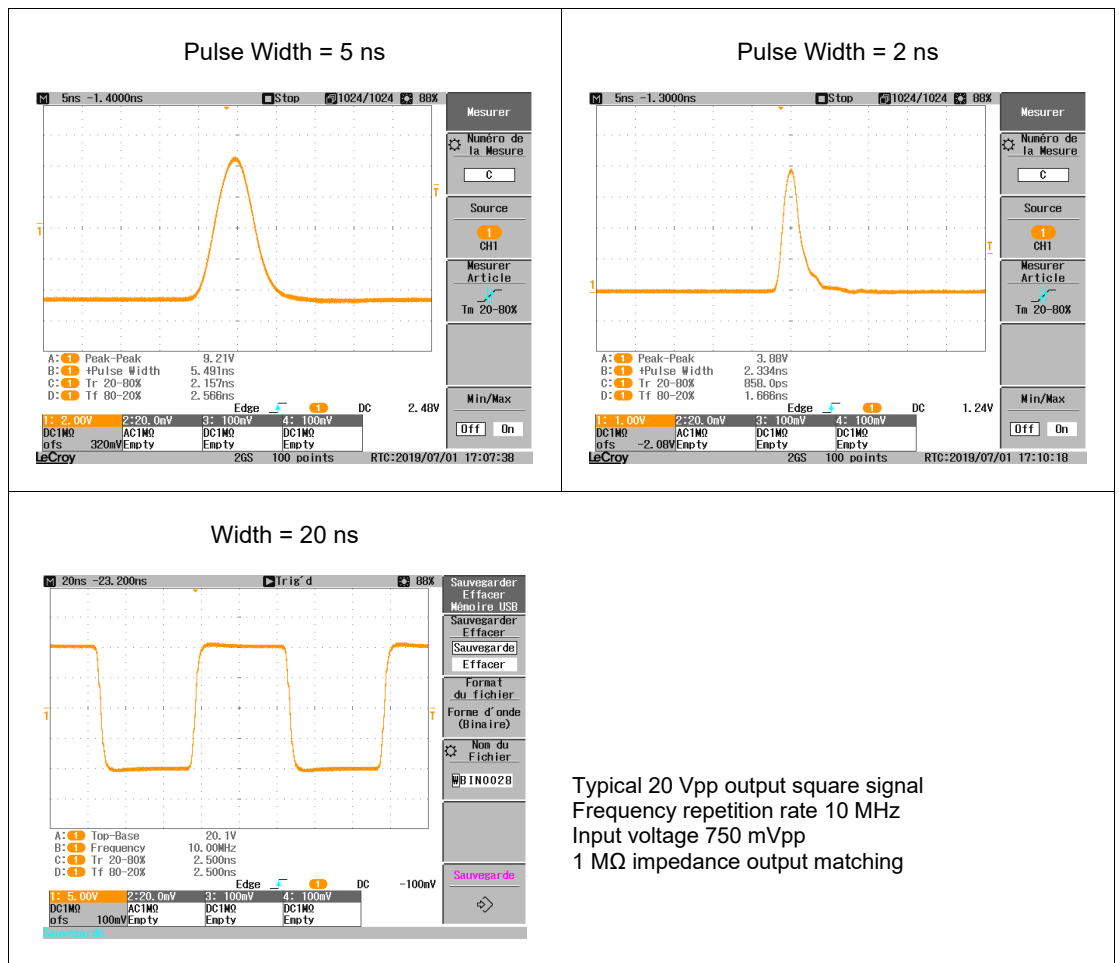 Pulse Width = 5 ns
M 5ns -1.4000ns Stop 1024/1024 88%
Mesurer
Numéro de
la Mesure
C
Source
1
CH1
Mesurer
Article
Tm 20-80%
T
1
A: 1 Peak-Peak 9.21V
B: 1 +Pulse Width 5.491ns
C: 1 Tr 20-80% 2.157ns
D: 1 Tf 80-20% 2.566ns
Min/Max
Off On
Edge 1 DC 2.48V
1: 2.00V 2:20.0mV 3: 100mV 4: 100mV
DC1MΩ AC1MΩ DC1MΩ DC1MΩ
ofs 320mV Empty Empty Empty
LeCroy 2GS 100 points RTC:2019/07/01 17:07:38
Pulse Width = 2 ns
M 5ns -1.3000ns Stop 1024/1024 88%
Mesurer
Numéro de
la Mesure
C
Source
1
CH1
Mesurer
Article
Tm 20-80%
T
1
A: 1 Peak-Peak 3.88V
B: 1 +Pulse Width 2.334ns
C: 1 Tr 20-80% 858.0ps
D: 1 Tf 80-20% 1.666ns
Min/Max
Off On
Edge 1 DC 1.24V
1: 1.00V 2:20.0mV 3: 100mV 4: 100mV
DC1MΩ AC1MΩ DC1MΩ DC1MΩ
ofs -2.08V Empty Empty Empty
LeCroy 2GS 100 points RTC:2019/07/01 17:10:18
Width = 20 ns
M 20ns -23.200ns Trig'd 88%
Sauvegarder
Effacer
Mémoire USB
Sauvegarder
Effacer
Sauvegarde
Effacer
Format
du fichier
Forme d'onde
(Binaire)
Nom du
Fichier
WBIN0028
1
T
A: 1 Top-Base 20.1V
B: 1 Frequency 10.00MHz
C: 1 Tr 20-80% 2.500ns
D: 1 Tf 80-20% 2.500ns
Sauvegarde
Edge 1 DC -100mV
1: 5.00V 2:20.0mV 3: 100mV 4: 100mV
DC1MΩ AC1MΩ DC1MΩ DC1MΩ
ofs 100mV Empty Empty Empty
Sauvegarde
Typical 20 Vpp output square signal
Frequency repetition rate 10 MHz
Input voltage 750 mVpp
1 MΩ impedance output matching